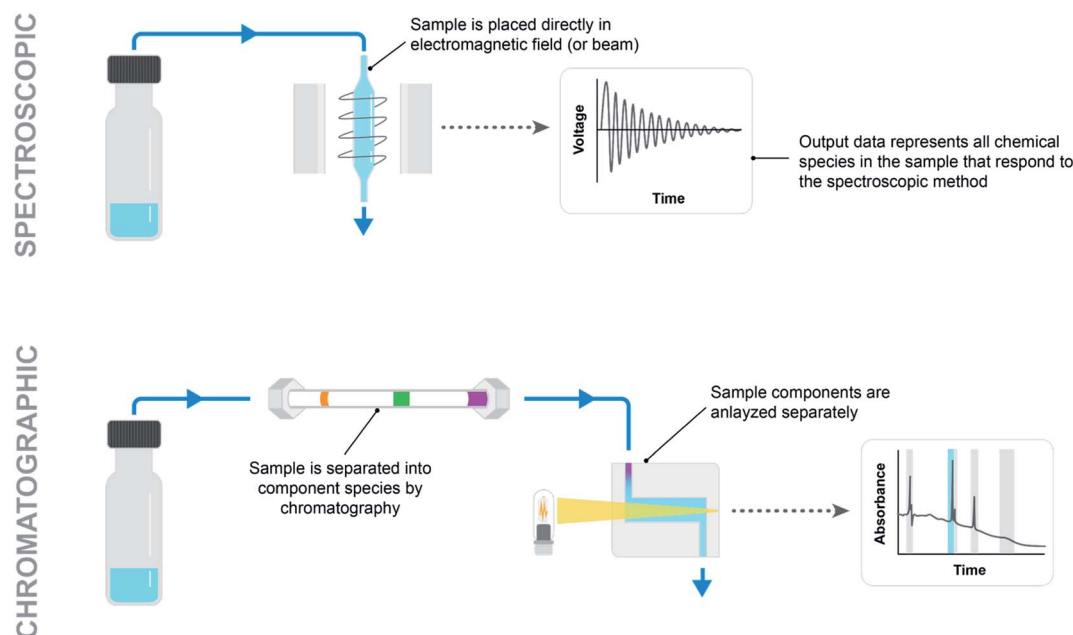 SPECTROSCOPIC
Sample is placed directly in
electromagnetic field (or beam)
Voltage
Time
Output data represents all chemical
species in the sample that respond to
the spectroscopic method
CHROMATOGRAPHIC
Sample is separated into
component species by
chromatography
Sample components are
anlayzed separately
Absorbance
Time